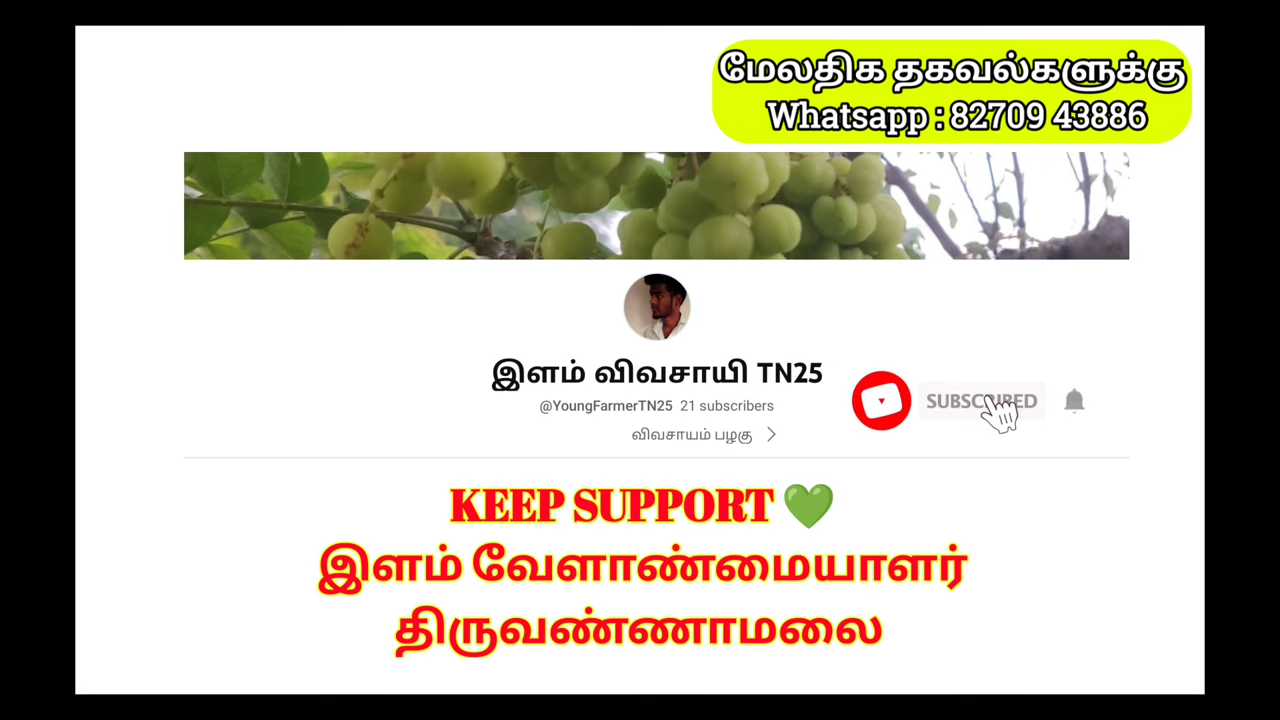 மேலதிக தகவல்களுக்கு
Whatsapp : 82709 43886
இளம் விவசாயி TN25
@YoungFarmerTN25 21 subscribers
விவசாயம் பழகு
SUBSCRIBED
KEEP SUPPORT 💚
இளம் வேளாண்மையாளர்
திருவண்ணாமலை